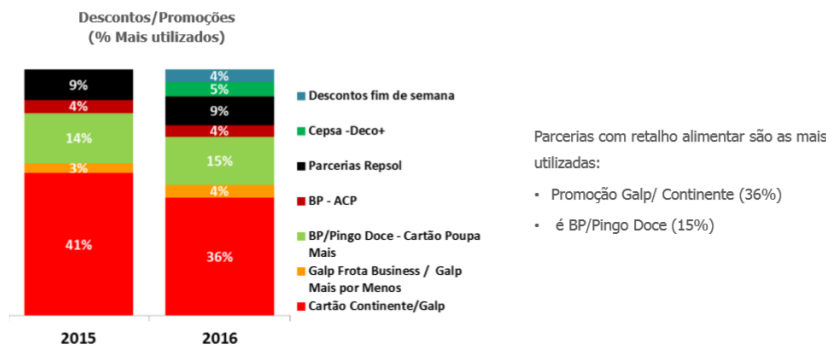 Descontos/Promoções
(% Mais utilizados)
9%
4%
14%
3%
41%
2015
4%
5%
9%
4%
15%
4%
36%
2016
Descontos fim de semana
Cepsa -Deco+
Parcerias Repsol
BP - ACP
BP/Pingo Doce - Cartão Poupa
Mais
Galp Frota Business / Galp
Mais por Menos
Cartão Continente/Galp
Parcerias com retalho alimentar são as mais
utilizadas:
• Promoção Galp/ Continente (36%)
• é BP/Pingo Doce (15%)